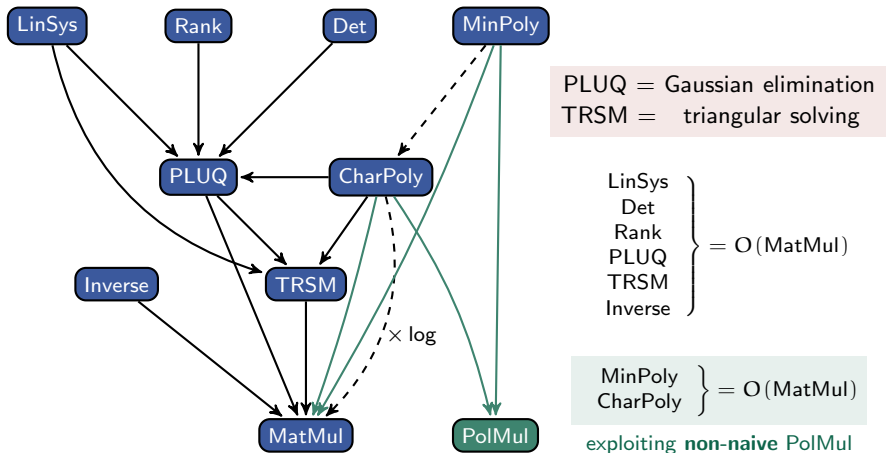 LinSys
Rank
Det
MinPoly
PLUQ = Gaussian elimination
TRSM = triangular solving
PLUQ
CharPoly
Inverse
TRSM
× log
MatMul
PolMul
LinSys
Det
Rank
PLUQ
TRSM
Inverse
= O(MatMul)
MinPoly
CharPoly
= O(MatMul)
exploiting non-naive PolMul